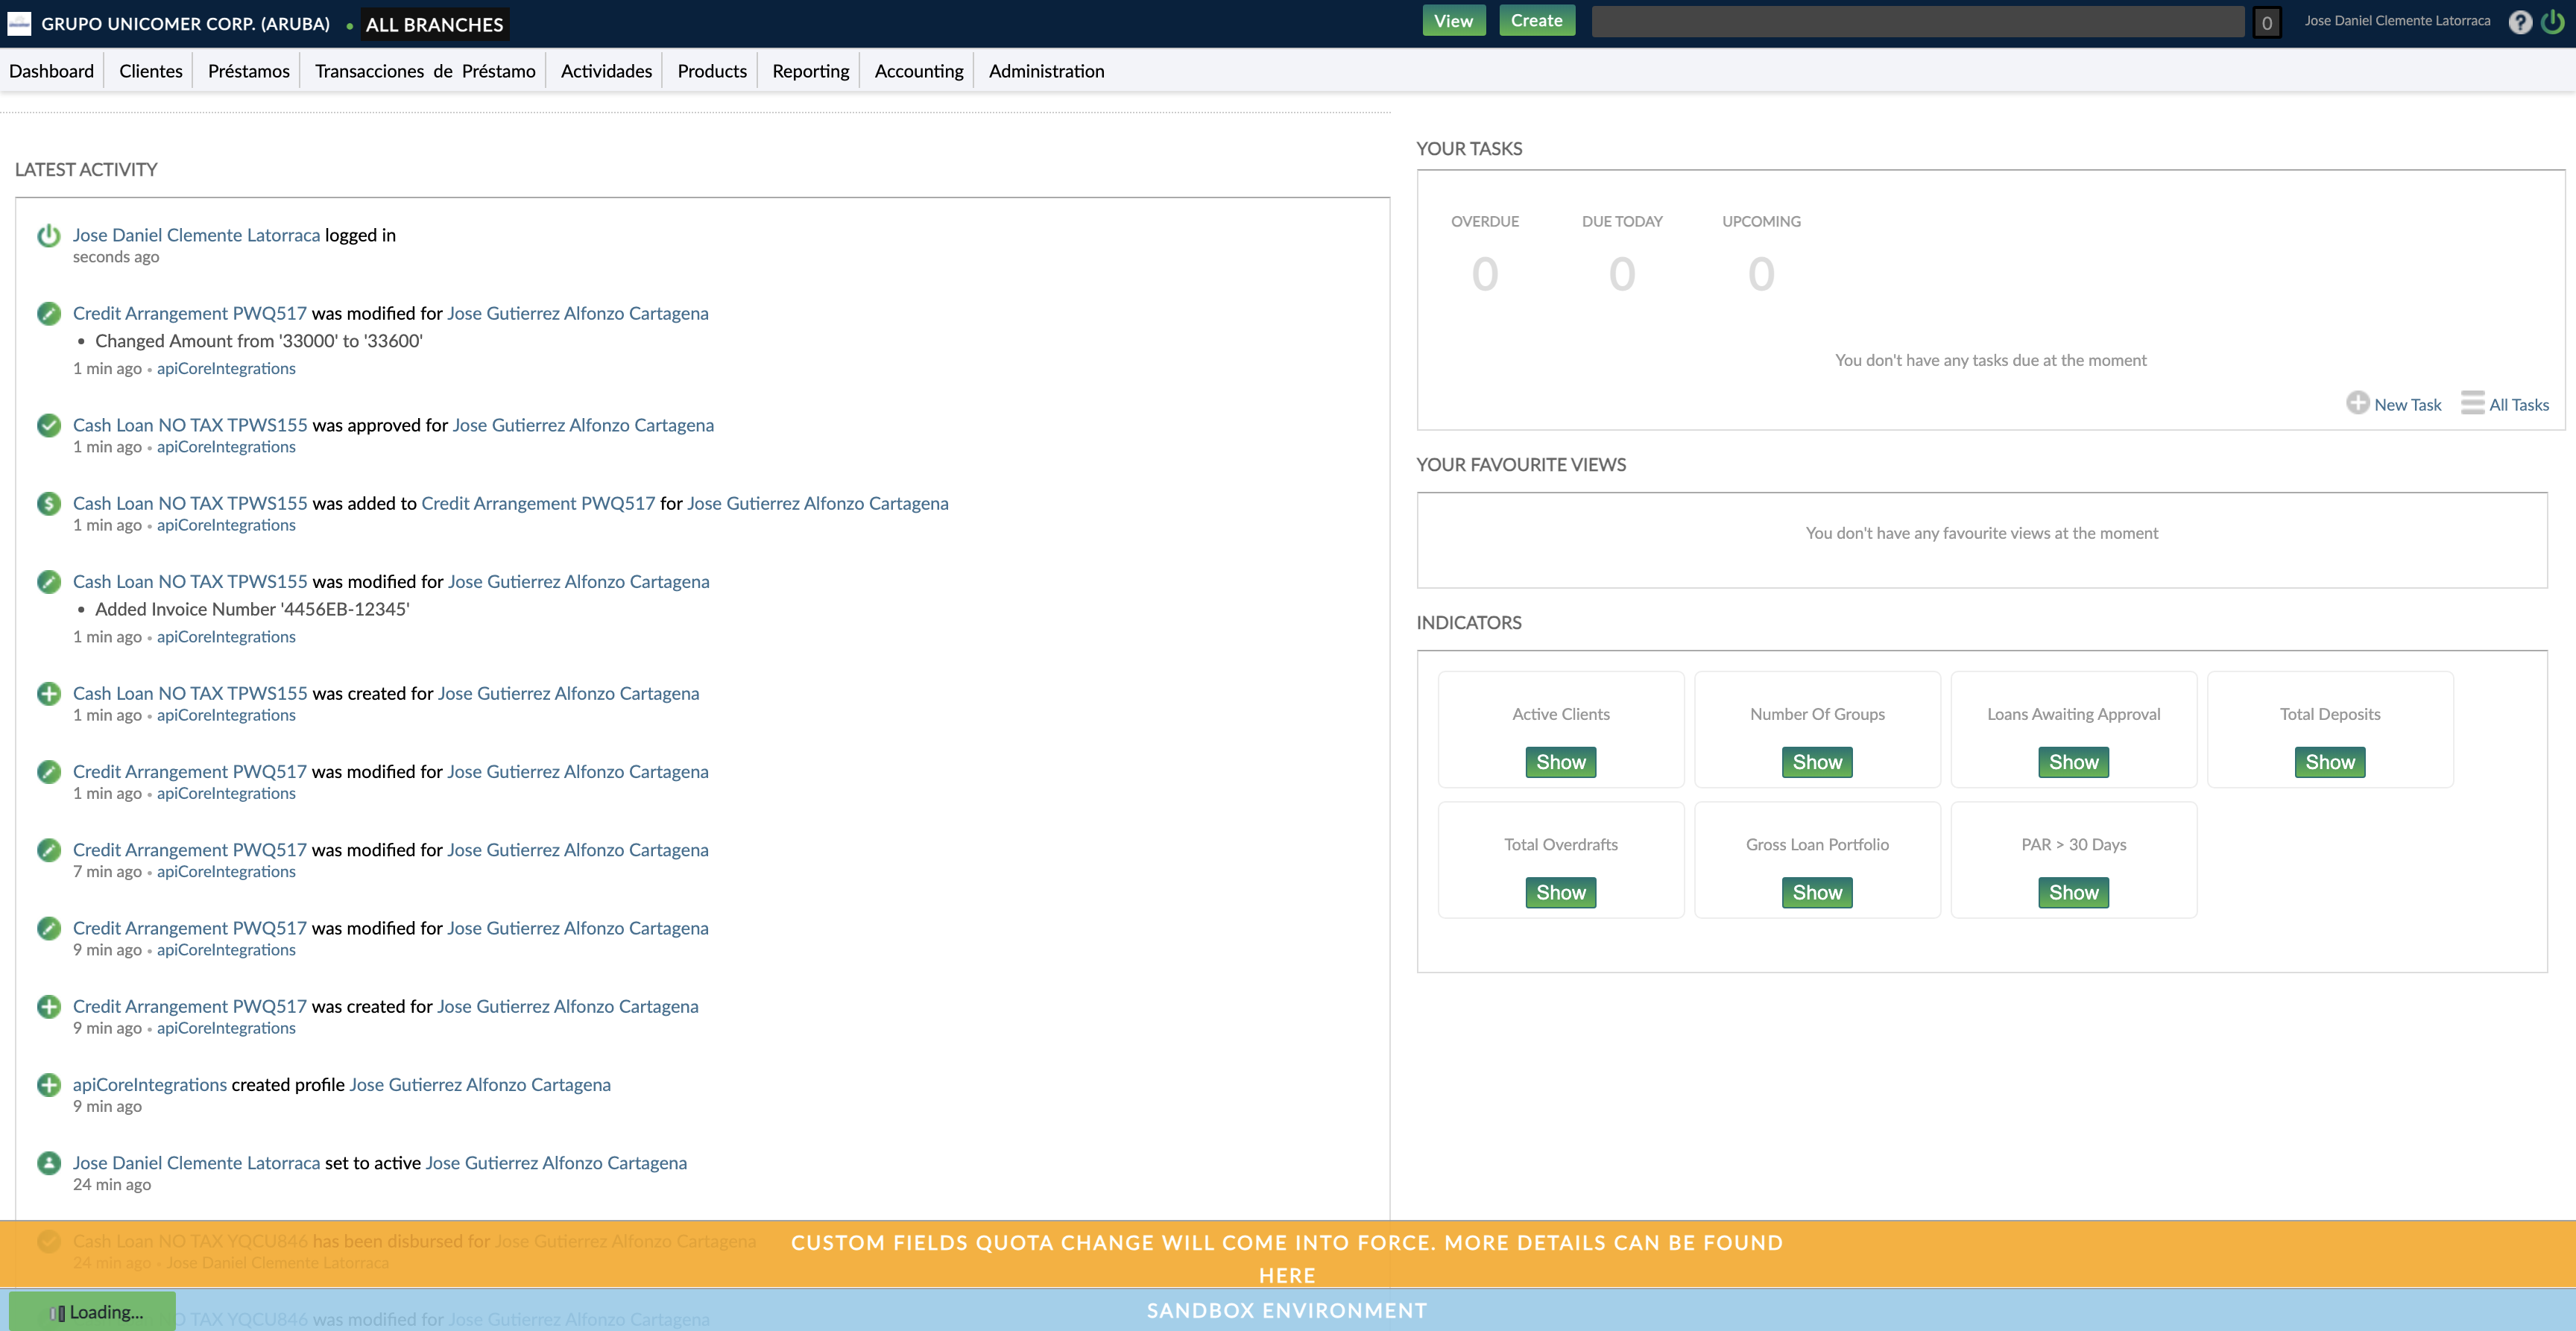 GRUPO UNICOMER CORP. (ARUBA) • ALL BRANCHES View Create 0 Jose Daniel Clemente Latorraca ?
Dashboard Clientes Préstamos Transacciones de Préstamo Actividades Products Reporting Accounting Administration
LATEST ACTIVITY
Jose Daniel Clemente Latorraca logged in
seconds ago
Credit Arrangement PWQ517 was modified for Jose Gutierrez Alfonzo Cartagena
• Changed Amount from '33000' to '33600'
1 min ago • apiCoreIntegrations
Cash Loan NO TAX TPWS155 was approved for Jose Gutierrez Alfonzo Cartagena
1 min ago • apiCoreIntegrations
Cash Loan NO TAX TPWS155 was added to Credit Arrangement PWQ517 for Jose Gutierrez Alfonzo Cartagena
1 min ago • apiCoreIntegrations
Cash Loan NO TAX TPWS155 was modified for Jose Gutierrez Alfonzo Cartagena
• Added Invoice Number '4456EB-12345'
1 min ago • apiCoreIntegrations
Cash Loan NO TAX TPWS155 was created for Jose Gutierrez Alfonzo Cartagena
1 min ago • apiCoreIntegrations
Credit Arrangement PWQ517 was modified for Jose Gutierrez Alfonzo Cartagena
1 min ago • apiCoreIntegrations
Credit Arrangement PWQ517 was modified for Jose Gutierrez Alfonzo Cartagena
7 min ago • apiCoreIntegrations
Credit Arrangement PWQ517 was modified for Jose Gutierrez Alfonzo Cartagena
9 min ago • apiCoreIntegrations
Credit Arrangement PWQ517 was created for Jose Gutierrez Alfonzo Cartagena
9 min ago • apiCoreIntegrations
apiCoreIntegrations created profile Jose Gutierrez Alfonzo Cartagena
9 min ago
Jose Daniel Clemente Latorraca set to active Jose Gutierrez Alfonzo Cartagena
24 min ago
Cash Loan NO TAX YQCU846 has been disbursed for Jose Gutierrez Alfonzo Cartagena
24 min ago • Jose Daniel Clemente Latorraca
NO TAX YQCU846 was modified for Jose Gutierrez Alfonzo Cartagena
YOUR TASKS
OVERDUE DUE TODAY UPCOMING
0 0 0
You don't have any tasks due at the moment
New Task All Tasks
YOUR FAVOURITE VIEWS
You don't have any favourite views at the moment
INDICATORS
Active Clients Number Of Groups Loans Awaiting Approval Total Deposits
Show Show Show Show
Total Overdrafts Gross Loan Portfolio PAR > 30 Days
Show Show Show
CUSTOM FIELDS QUOTA CHANGE WILL COME INTO FORCE. MORE DETAILS CAN BE FOUND
HERE
Loading...
SANDBOX ENVIRONMENT